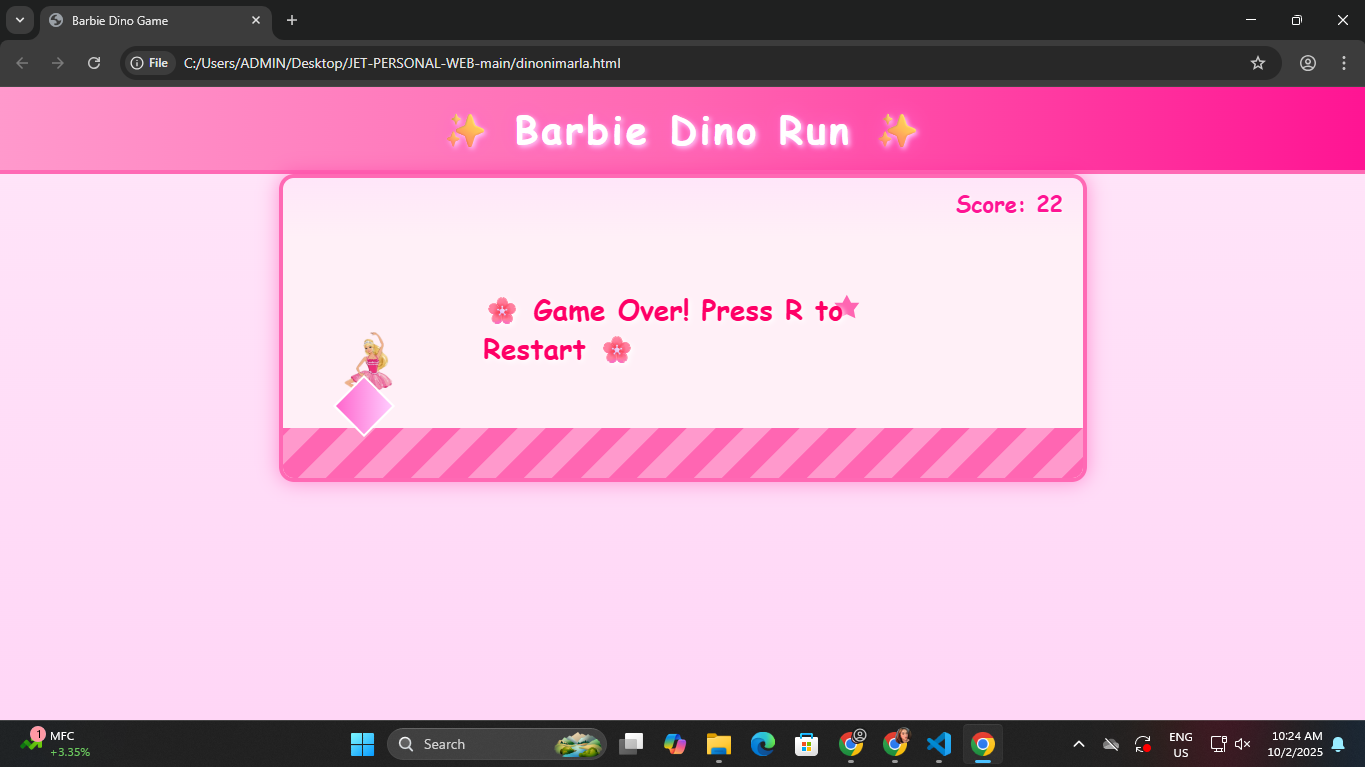 Barbie Dino Game
File
C:/Users/ADMIN/Desktop/JET-PERSONAL-WEB-main/dinonimarla.html
✨ Barbie Dino Run ✨
Score: 22
🌸 Game Over! Press R to
Restart 🌸
1
MFC
+3.35%
Search
ENG
US
10:24 AM
10/2/2025